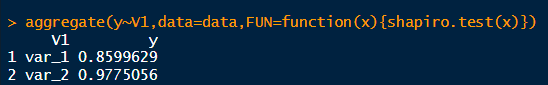 > aggregate(y~V1,data=data,FUN=function(x){shapiro.test(x)})
V1 y
1 var_1 0.8599629
2 var_2 0.9775056